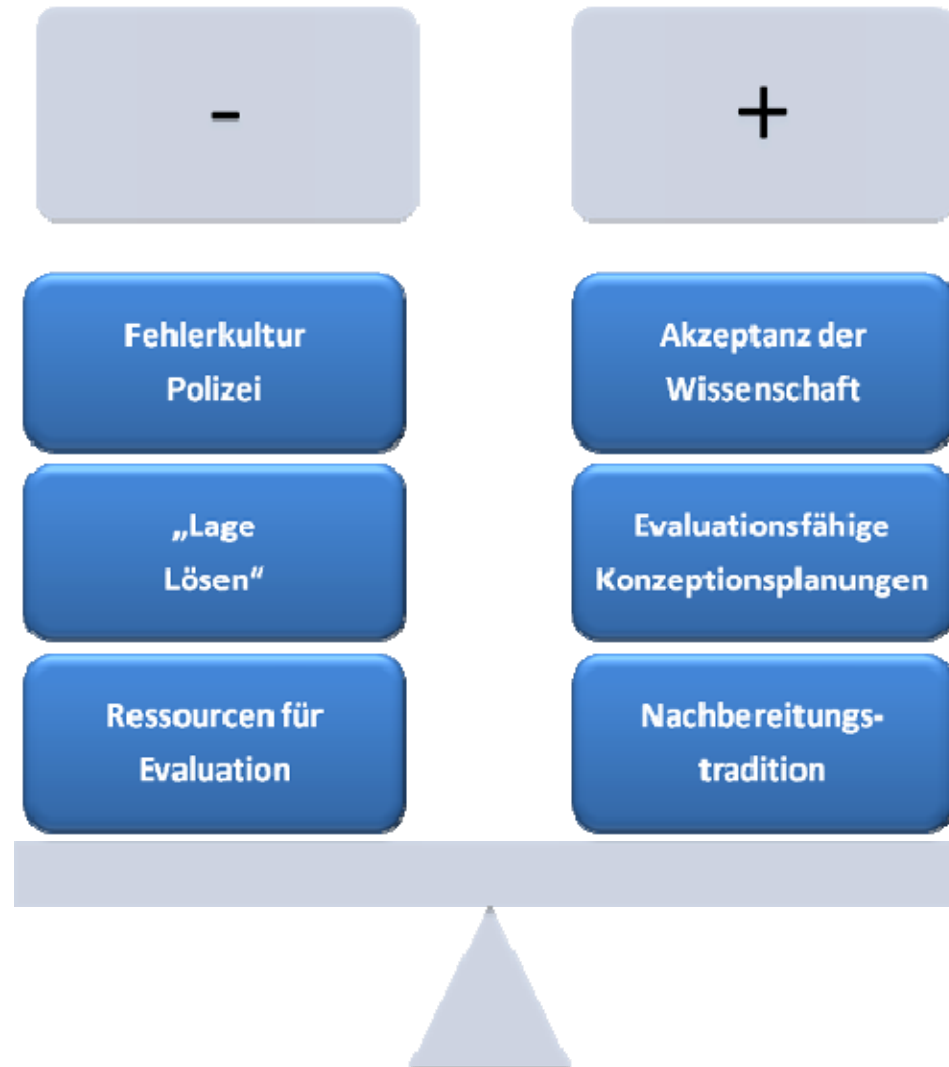 -
+
Fehlerkultur
Polizei
Akzeptanz der
Wissenschaft
„Lage
Lösen“
Evaluationsfähige
Konzeptionsplanungen
Ressourcen für
Evaluation
Nachbereitungs-
tradition